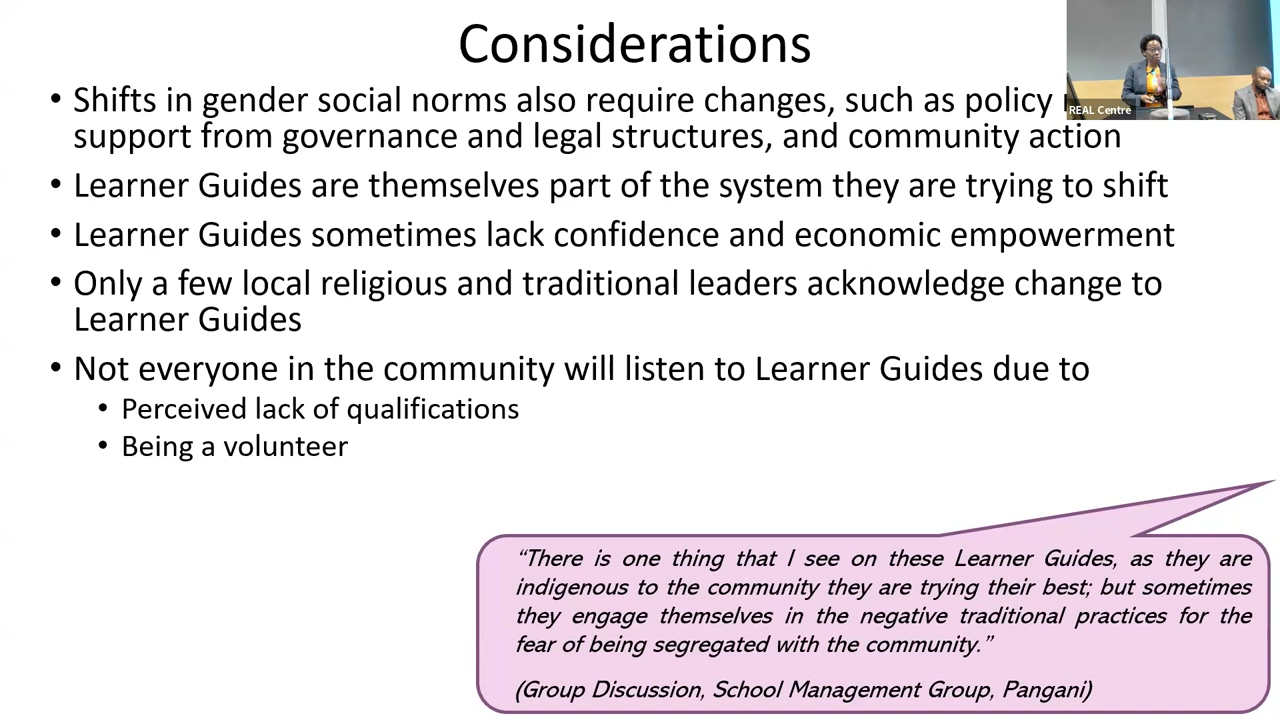 Considerations
• Shifts in gender social norms also require changes, such as policy
support from governance and legal structures, and community action
• Learner Guides are themselves part of the system they are trying to shift
• Learner Guides sometimes lack confidence and economic empowerment
• Only a few local religious and traditional leaders acknowledge change to
Learner Guides
• Not everyone in the community will listen to Learner Guides due to
• Perceived lack of qualifications
• Being a volunteer
REAL Centre
“There is one thing that I see on these Learner Guides, as they are
indigenous to the community they are trying their best; but sometimes
they engage themselves in the negative traditional practices for the
fear of being segregated with the community.”
(Group Discussion, School Management Group, Pangani)